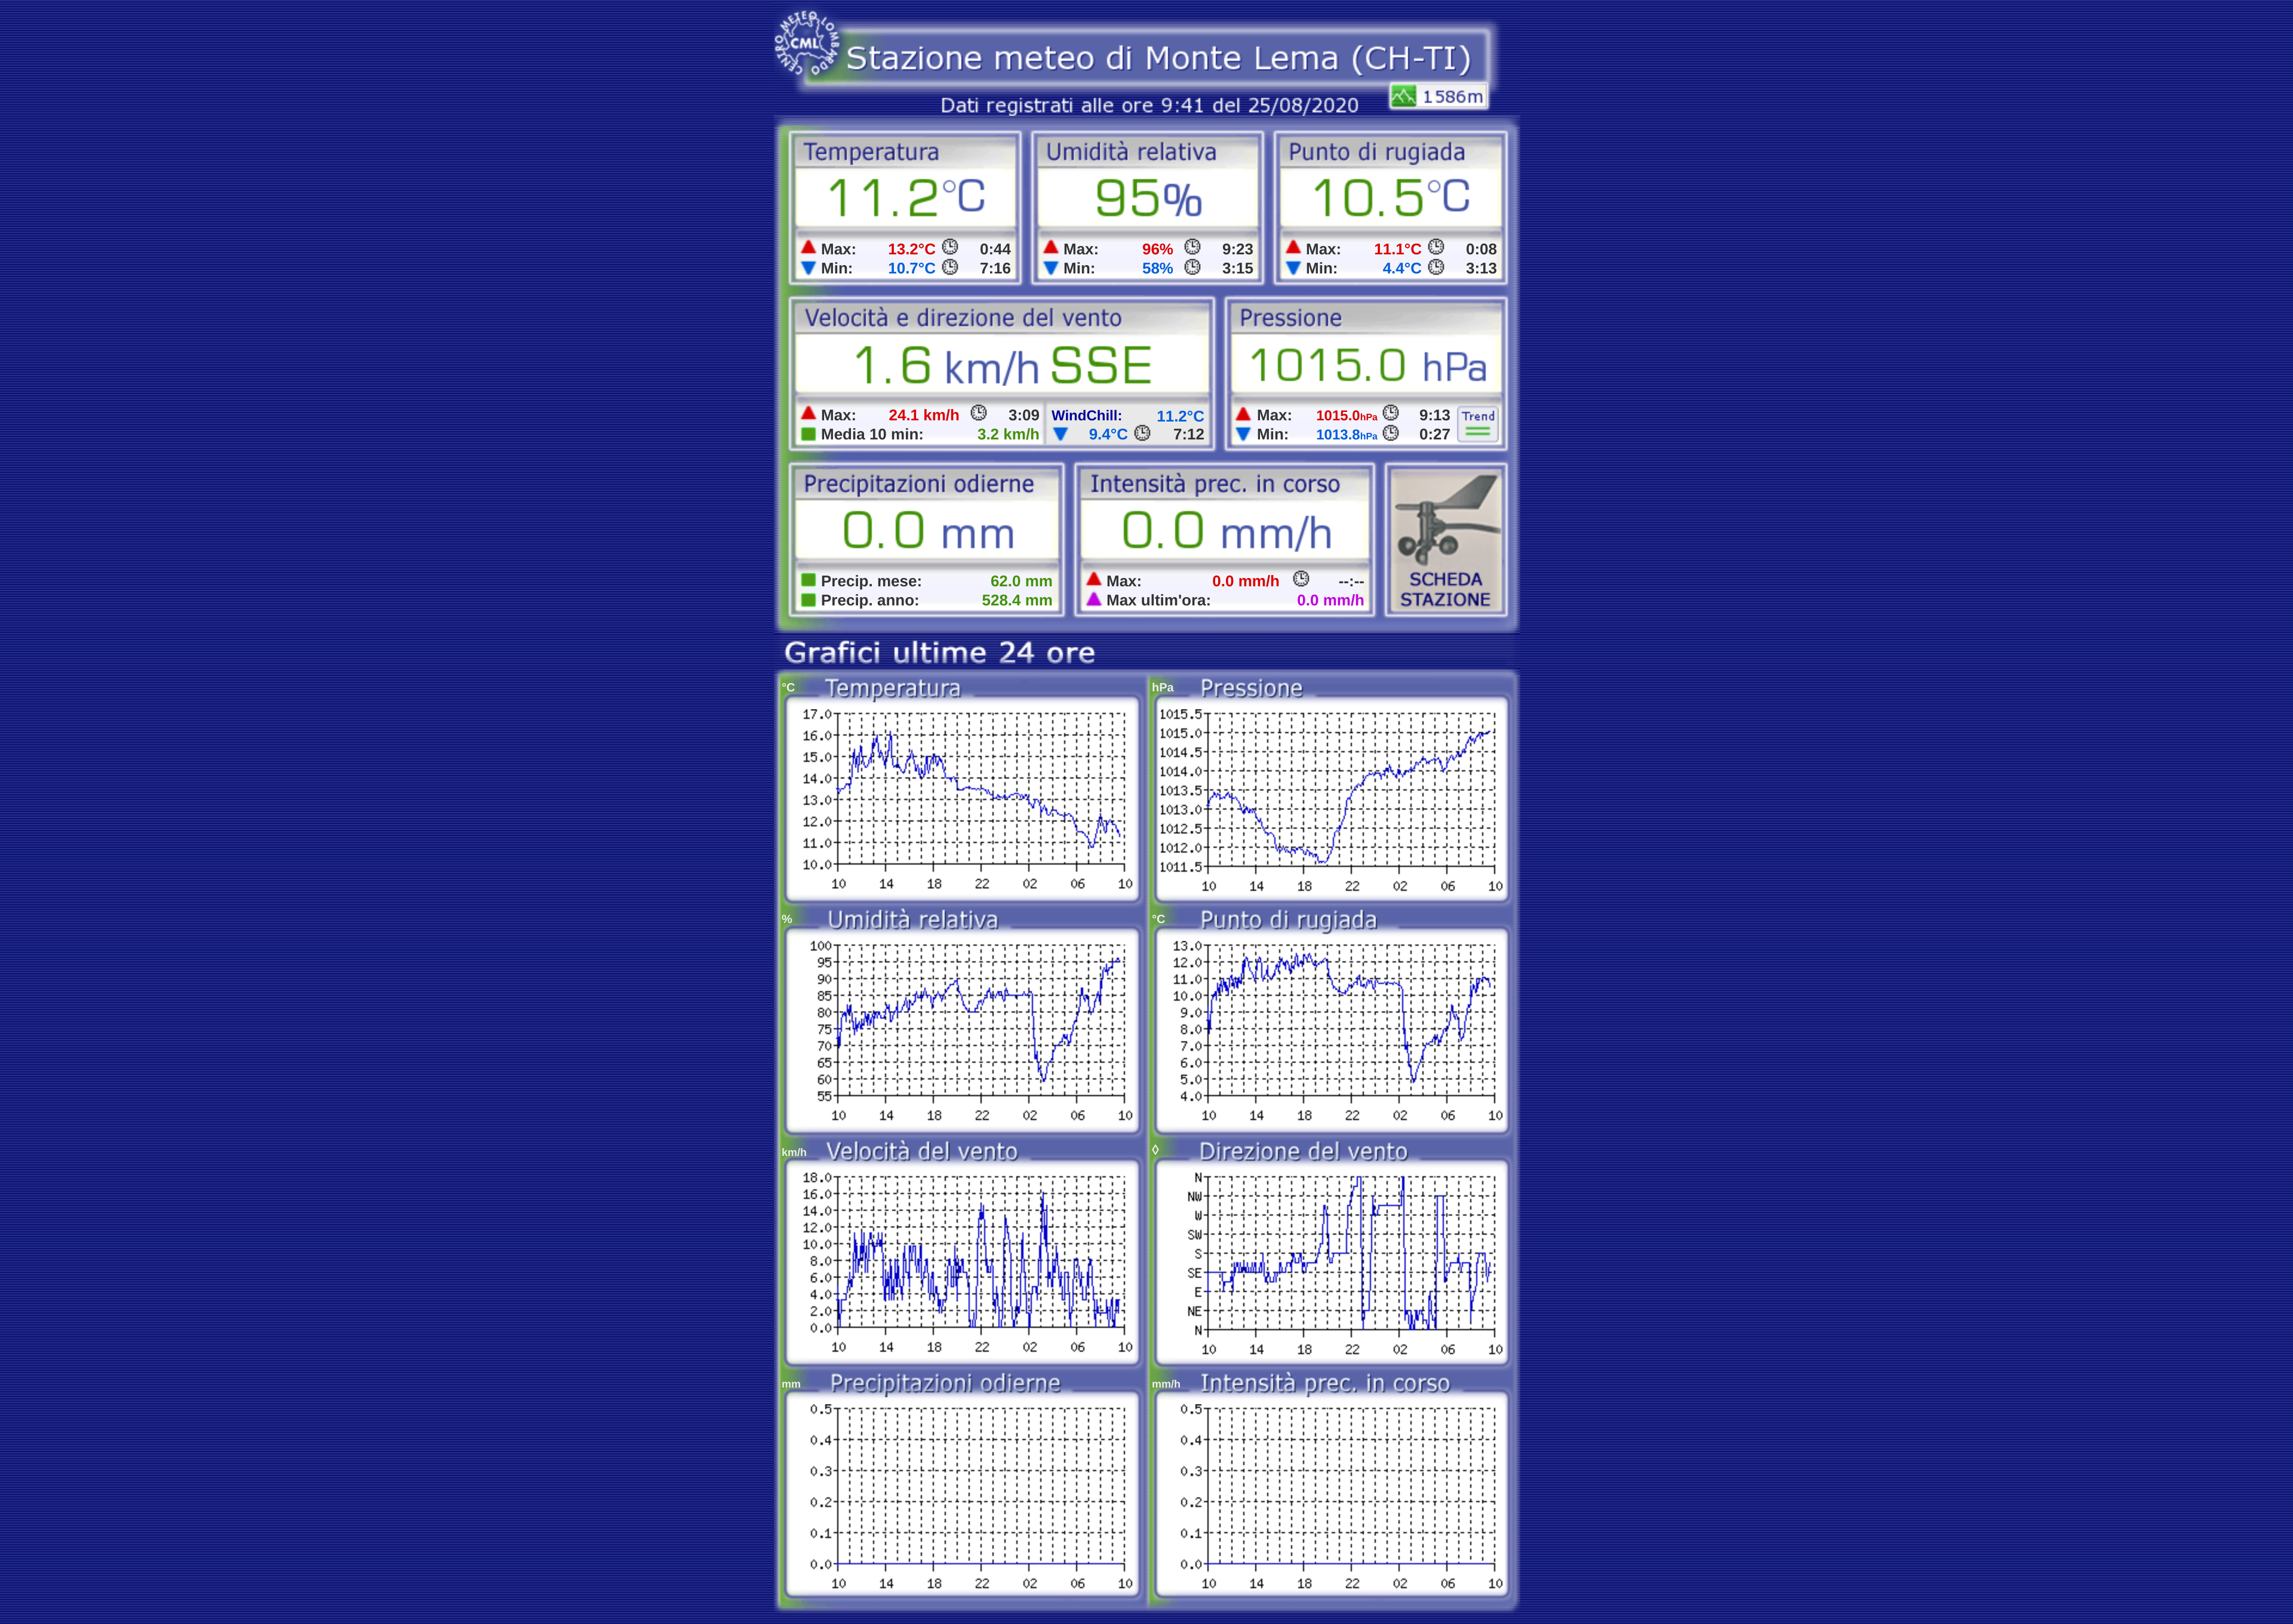 CENTRO METEO LOMBARDO
CML
Stazione meteo di Monte Lema (CH-TI)
Dati registrati alle ore 9:41 del 25/08/2020
1586m
Temperatura
11.2°C
Max: 13.2°C 0:44
Min: 10.7°C 7:16
Umidità relativa
95%
Max: 96% 9:23
Min: 58% 3:15
Punto di rugiada
10.5°C
Max: 11.1°C 0:08
Min: 4.4°C 3:13
Velocità e direzione del vento
1.6 km/h SSE
Max: 24.1 km/h 3:09
Media 10 min: 3.2 km/h
WindChill: 11.2°C
9.4°C 7:12
Pressione
1015.0 hPa
Max: 1015.0hPa 9:13
Min: 1013.8hPa 0:27
Trend
Precipitazioni odierne
0.0 mm
Precip. mese: 62.0 mm
Precip. anno: 528.4 mm
Intensità prec. in corso
0.0 mm/h
Max: 0.0 mm/h --:--
Max ultim'ora: 0.0 mm/h
SCHEDA
STAZIONE
Grafici ultime 24 ore
°C Temperatura
17.0
16.0
15.0
14.0
13.0
12.0
11.0
10.0
10 14 18 22 02 06 10
hPa Pressione
1015.5
1015.0
1014.5
1014.0
1013.5
1013.0
1012.5
1012.0
1011.5
10 14 18 22 02 06 10
% Umidità relativa
100
95
90
85
80
75
70
65
60
55
10 14 18 22 02 06 10
°C Punto di rugiada
13.0
12.0
11.0
10.0
9.0
8.0
7.0
6.0
5.0
4.0
10 14 18 22 02 06 10
km/h Velocità del vento
18.0
16.0
14.0
12.0
10.0
8.0
6.0
4.0
2.0
0.0
10 14 18 22 02 06 10
◊ Direzione del vento
N
NW
W
SW
S
SE
E
NE
N
10 14 18 22 02 06 10
mm Precipitazioni odierne
0.5
0.4
0.3
0.2
0.1
0.0
10 14 18 22 02 06 10
mm/h Intensità prec. in corso
0.5
0.4
0.3
0.2
0.1
0.0
10 14 18 22 02 06 10